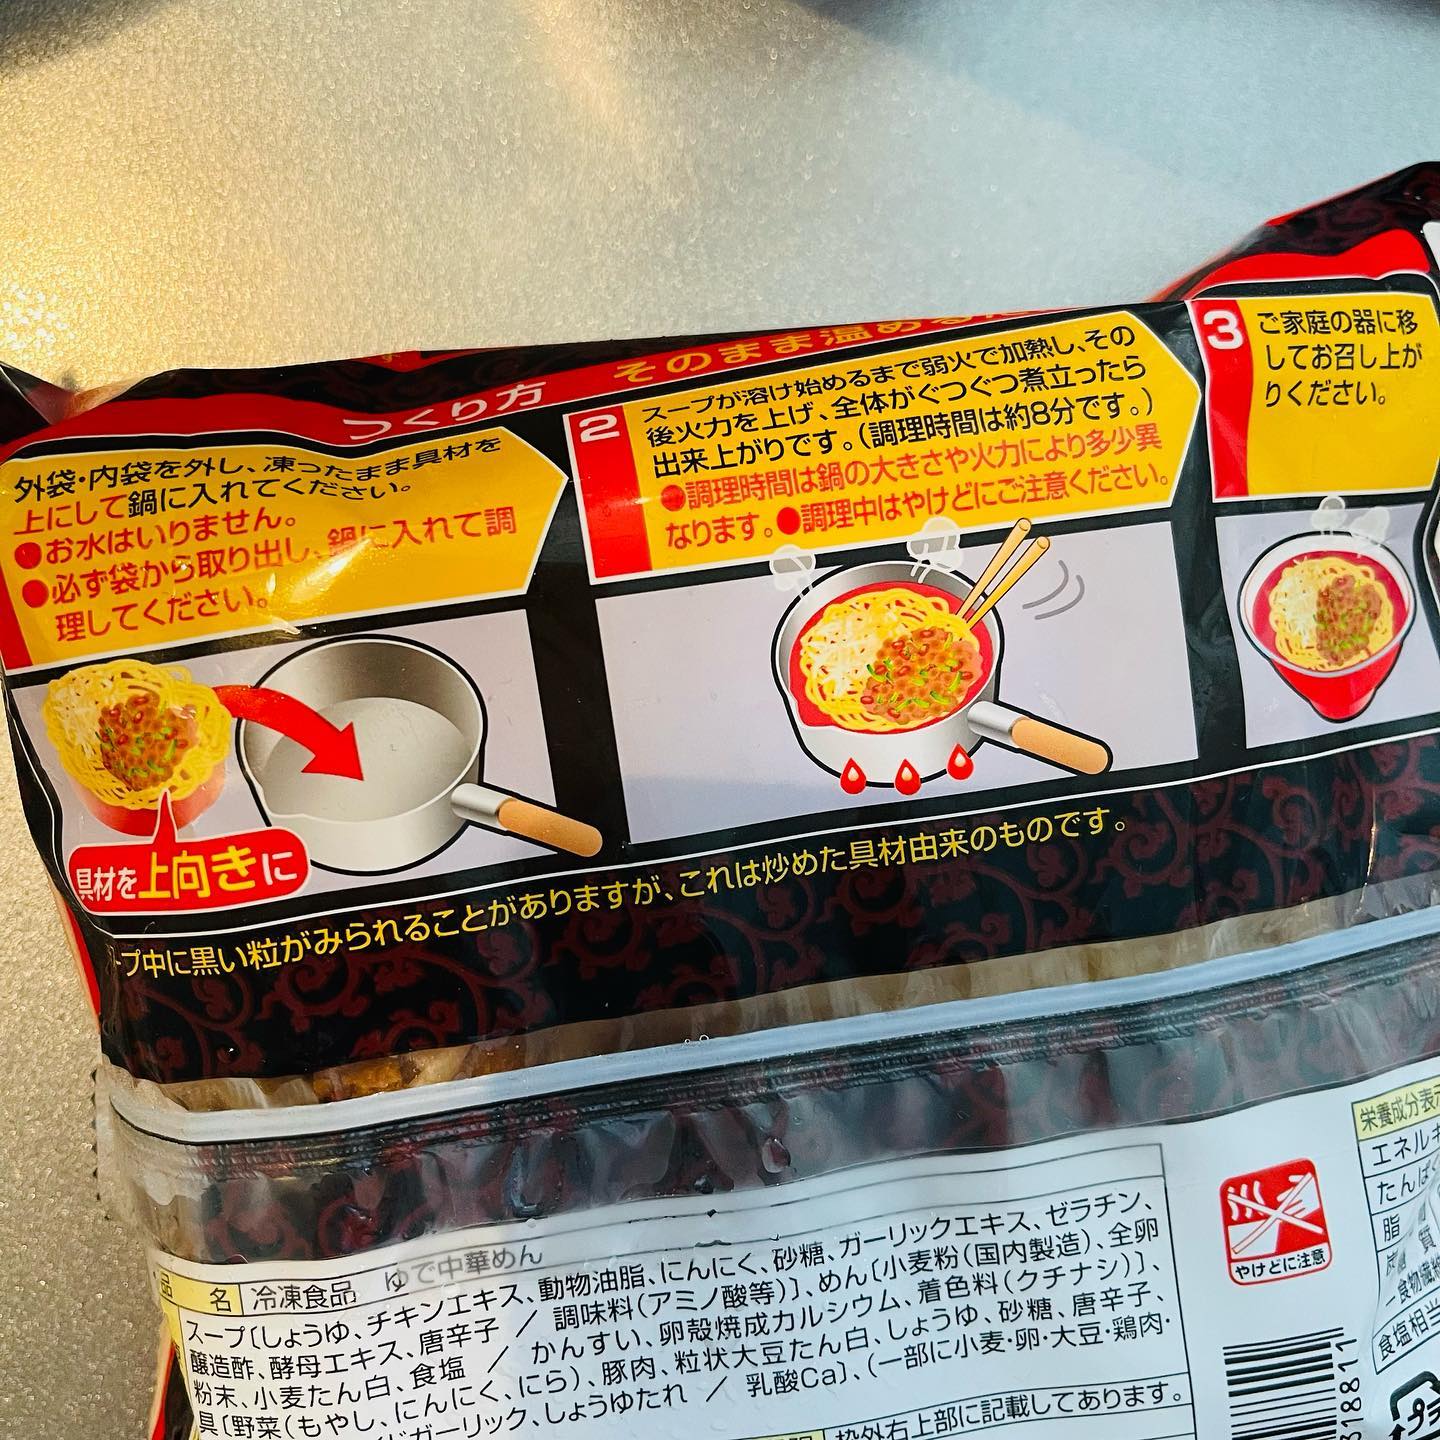 つくり方 そのまま温める
外袋・内袋を外し、凍ったまま具材を
上にして鍋に入れてください。
●お水はいりません。
●必ず袋から取り出し、鍋に入れて調
理してください。
具材を上向きに
2
スープが溶け始めるまで弱火で加熱し、その
後火力を上げ、全体がぐつぐつ煮立ったら
出来上がりです。(調理時間は約8分です。)
●調理時間は鍋の大きさや火力により多少異
なります。●調理中はやけどにご注意ください。
3
ご家庭の器に移
してお召し上が
りください。
ープ中に黒い粒がみられることがありますが、これは炒めた具材由来のものです。
品名 冷凍食品 ゆで中華めん
スープ〔しょうゆ、チキンエキス、動物油脂、にんにく、砂糖、ガーリックエキス、ゼラチン、
醸造酢、酵母エキス、唐辛子 / 調味料(アミノ酸等)〕、めん〔小麦粉(国内製造)、全卵
粉末、小麦たん白、食塩 / かんすい、卵殻焼成カルシウム、着色料(クチナシ)〕、
具〔野菜(もやし、にんにく、にら)、豚肉、粒状大豆たん白、しょうゆ、砂糖、唐辛子、
ガーリック、しょうゆたれ / 乳酸Ca〕、(一部に小麦・卵・大豆・鶏肉・
枠外右上部に記載してあります。
やけどに注意
栄養成分表示
エネルギ
たんぱ
脂質
食塩相当
31811